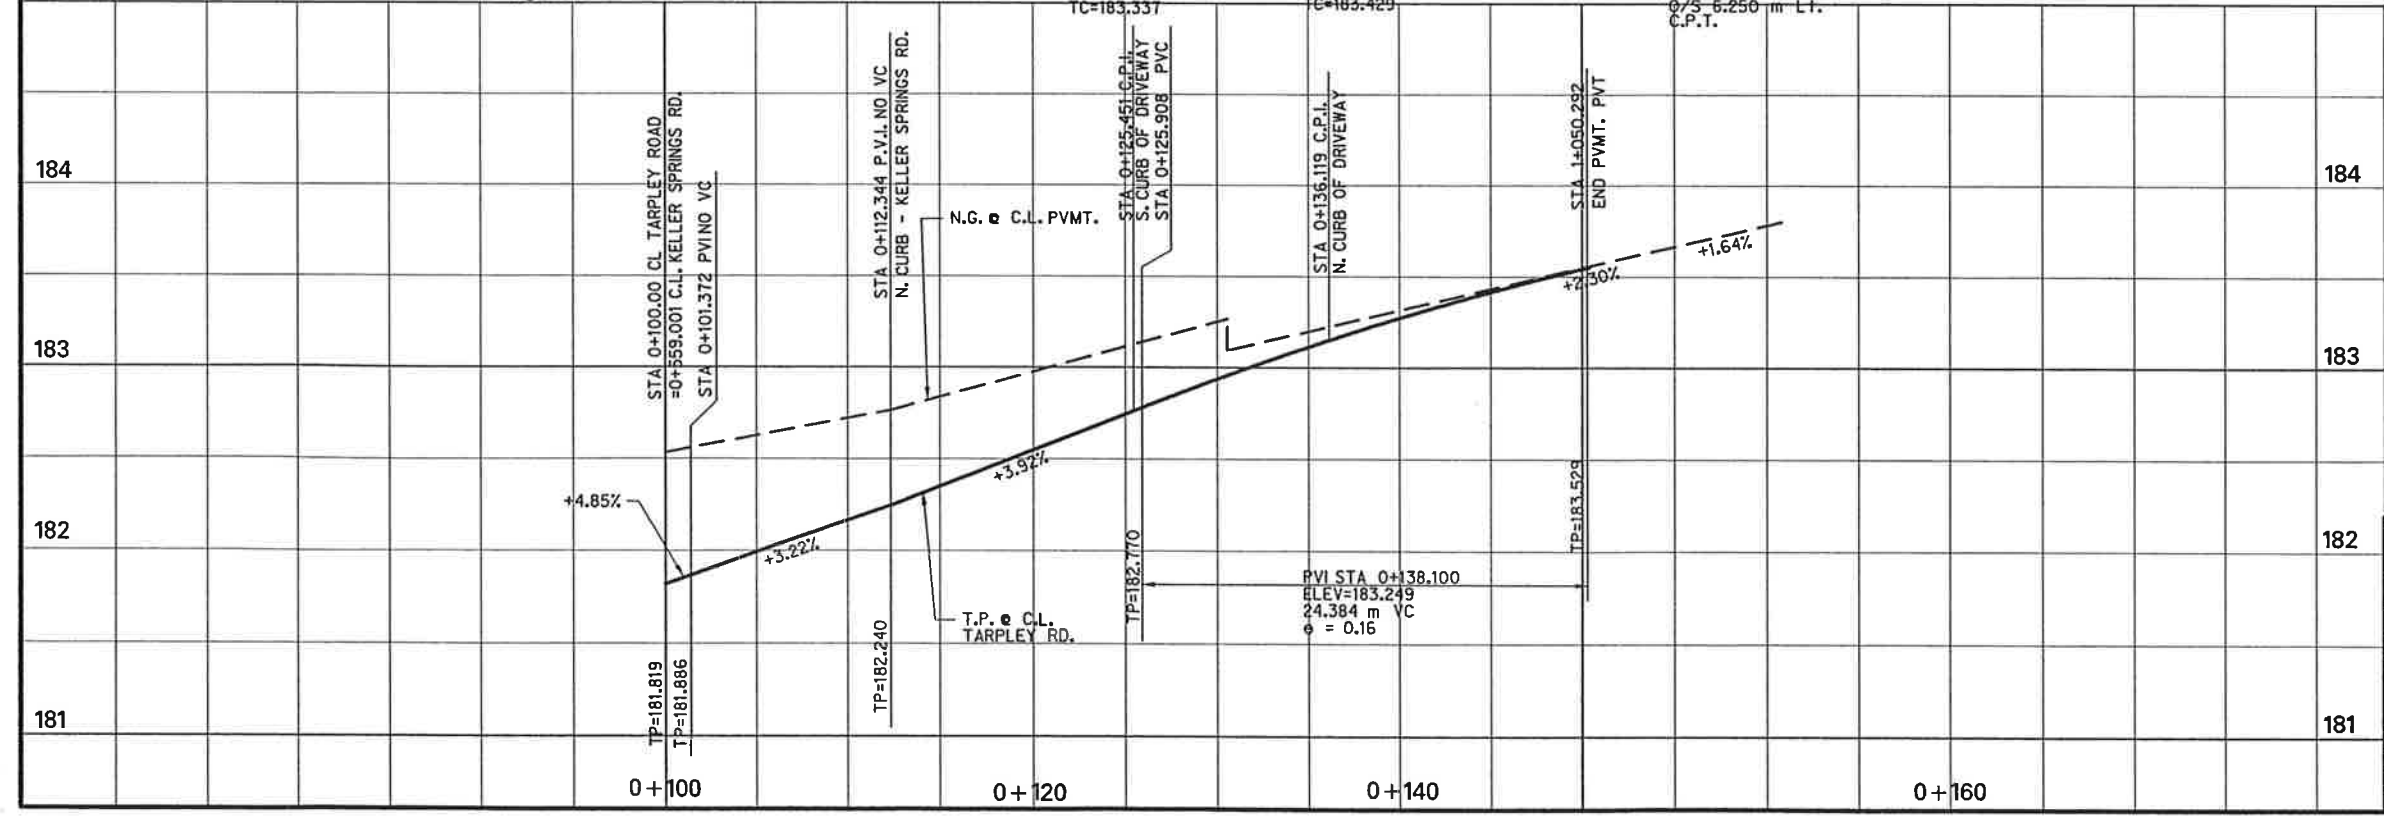 TC=183.337
TC=183.429
O/S 6.250 m LT.
C.P.T.
184
183
182
181
STA 0+100.00 CL TARPLEY ROAD
=0+559.001 C.L. KELLER SPRINGS RD.
STA 0+101.372 PVI NO VC
STA 0+112.344 P.V.I. NO VC
N. CURB - KELLER SPRINGS RD.
N.G. @ C.L. PVMT.
STA 0+125.451 C.P.I.
S. CURB OF DRIVEWAY
STA 0+125.908 PVC
STA 0+136.119 C.P.I.
N. CURB OF DRIVEWAY
STA 1+050.292
END PVMT. PVT
184
183
182
181
+1.64%
+2.30%
+3.92%
+4.85%
+3.22%
T.P. @ C.L.
TARPLEY RD.
TP=181.819
TP=181.886
TP=182.240
TP=182.770
TP=183.529
PVI STA 0+138.100
ELEV=183.249
24.384 m VC
e = 0.16
0+100
0+120
0+140
0+160